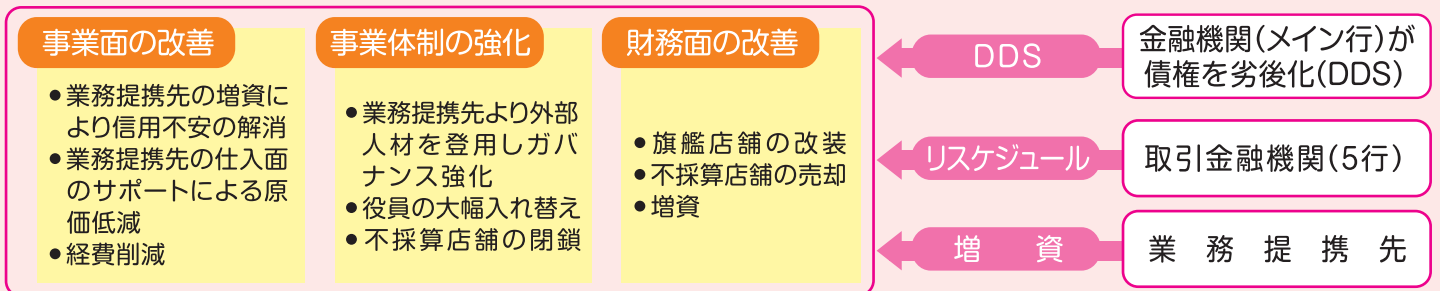 事業面の改善
●業務提携先の増資に
より信用不安の解消
●業務提携先の仕入面
のサポートによる原
価低減
●経費削減
事業体制の強化
●業務提携先より外部
人材を登用しガバ
ナンス強化
●役員の大幅入れ替え
●不採算店舗の閉鎖
財務面の改善
●旗艦店舗の改装
●不採算店舗の売却
●増資
DDS
金融機関(メイン行)が
債権を劣後化(DDS)
リスケジュール
取引金融機関(5行)
増資
業務提携先